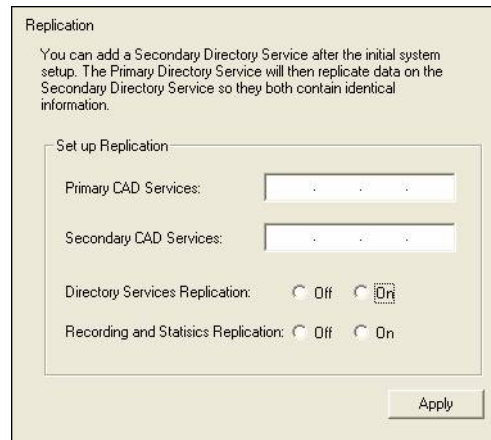 Replication
You can add a Secondary Directory Service after the initial system
setup. The Primary Directory Service will then replicate data on the
Secondary Directory Service so they both contain identical
information.
Set up Replication
Primary CAD Services: . . .
Secondary CAD Services: . . .
Directory Services Replication: Off On
Recording and Statisics Replication: Off On
Apply